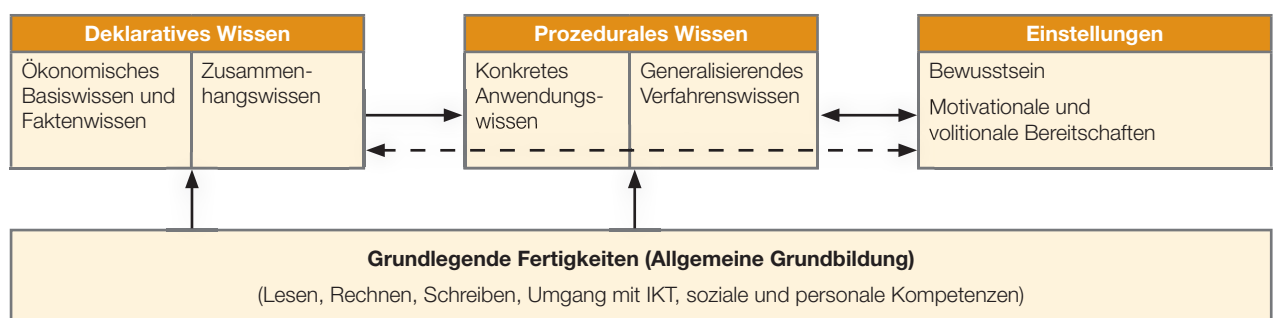 Deklaratives Wissen
Ökonomisches
Basiswissen und
Faktenwissen
Zusammen-
hangswissen
Prozedurales Wissen
Konkretes
Anwendungs-
wissen
Generalisierendes
Verfahrenswissen
Einstellungen
Bewusstsein
Motivationale und
volitionale Bereitschaften
Grundlegende Fertigkeiten (Allgemeine Grundbildung)
(Lesen, Rechnen, Schreiben, Umgang mit IKT, soziale und personale Kompetenzen)